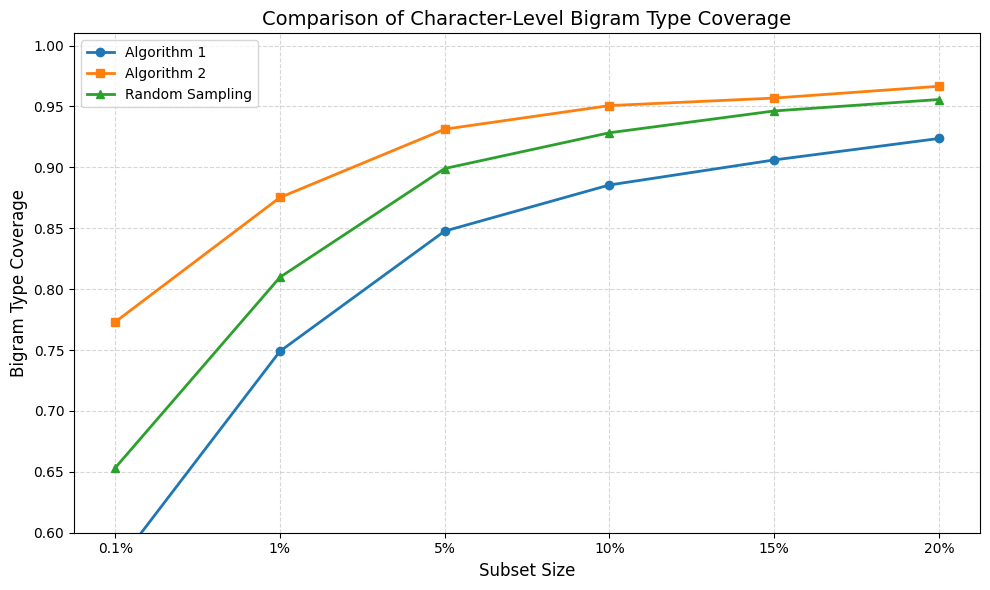 Comparison of Character-Level Bigram Type Coverage
Algorithm 1
Algorithm 2
Random Sampling
Bigram Type Coverage
1.00
0.95
0.90
0.85
0.80
0.75
0.70
0.65
0.60
0.1%
1%
5%
10%
15%
20%
Subset Size